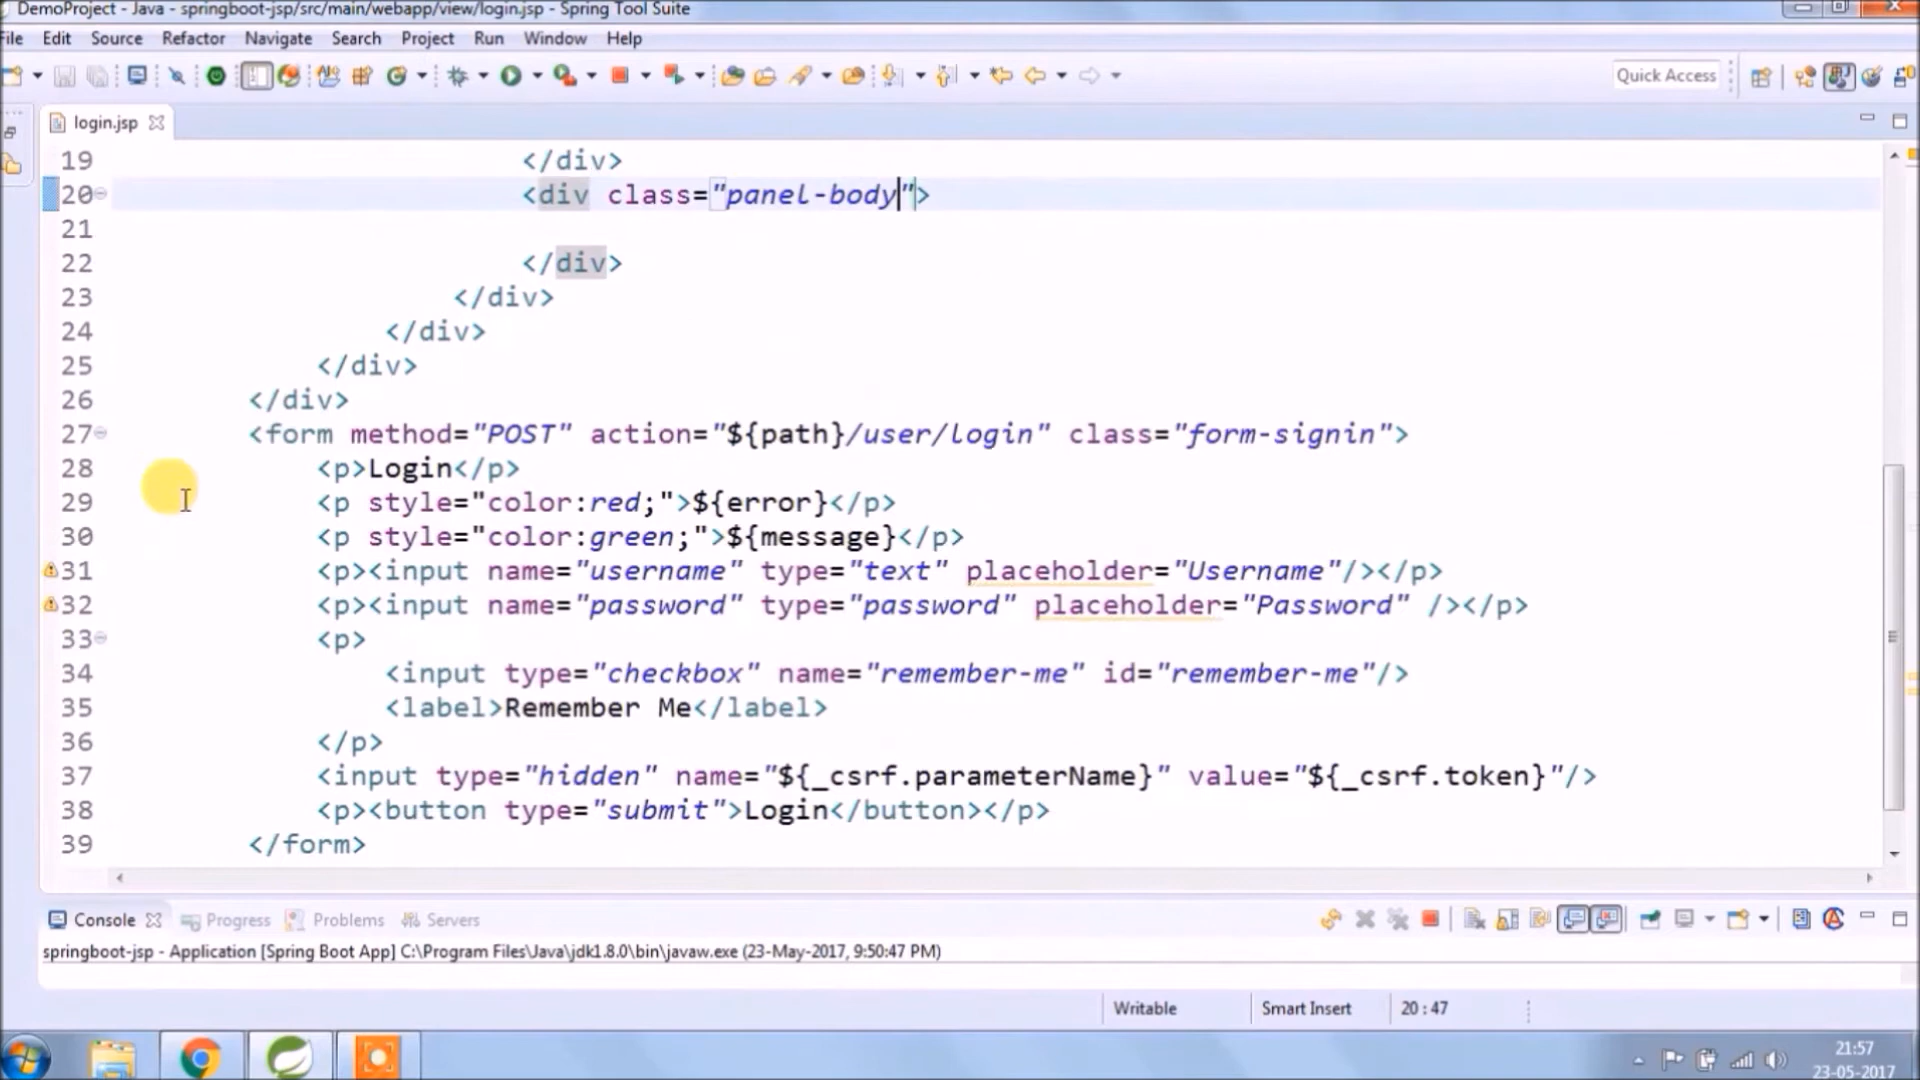 DemoProject - Java - springboot-jsp/src/main/webapp/view/login.jsp - Spring Tool Suite
File Edit Source Refactor Navigate Search Project Run Window Help
Quick Access
login.jsp
19 </div>
20 <div class="panel-body">
21
22 </div>
23 </div>
24 </div>
25 </div>
26 </div>
27 <form method="POST" action="${path}/user/login" class="form-signin">
28 <p>Login</p>
29 <p style="color:red;">${error}</p>
30 <p style="color:green;">${message}</p>
31 <p><input name="username" type="text" placeholder="Username"/></p>
32 <p><input name="password" type="password" placeholder="Password" /></p>
33 <p>
34 <input type="checkbox" name="remember-me" id="remember-me"/>
35 <label>Remember Me</label>
36 </p>
37 <input type="hidden" name="${_csrf.parameterName}" value="${_csrf.token}"/>
38 <p><button type="submit">Login</button></p>
39 </form>
Console Progress Problems Servers
springboot-jsp - Application [Spring Boot App] C:\Program Files\Java\jdk1.8.0\bin\javaw.exe (23-May-2017, 9:50:47 PM)
Writable Smart Insert 20 : 47
21:57
23-05-2017